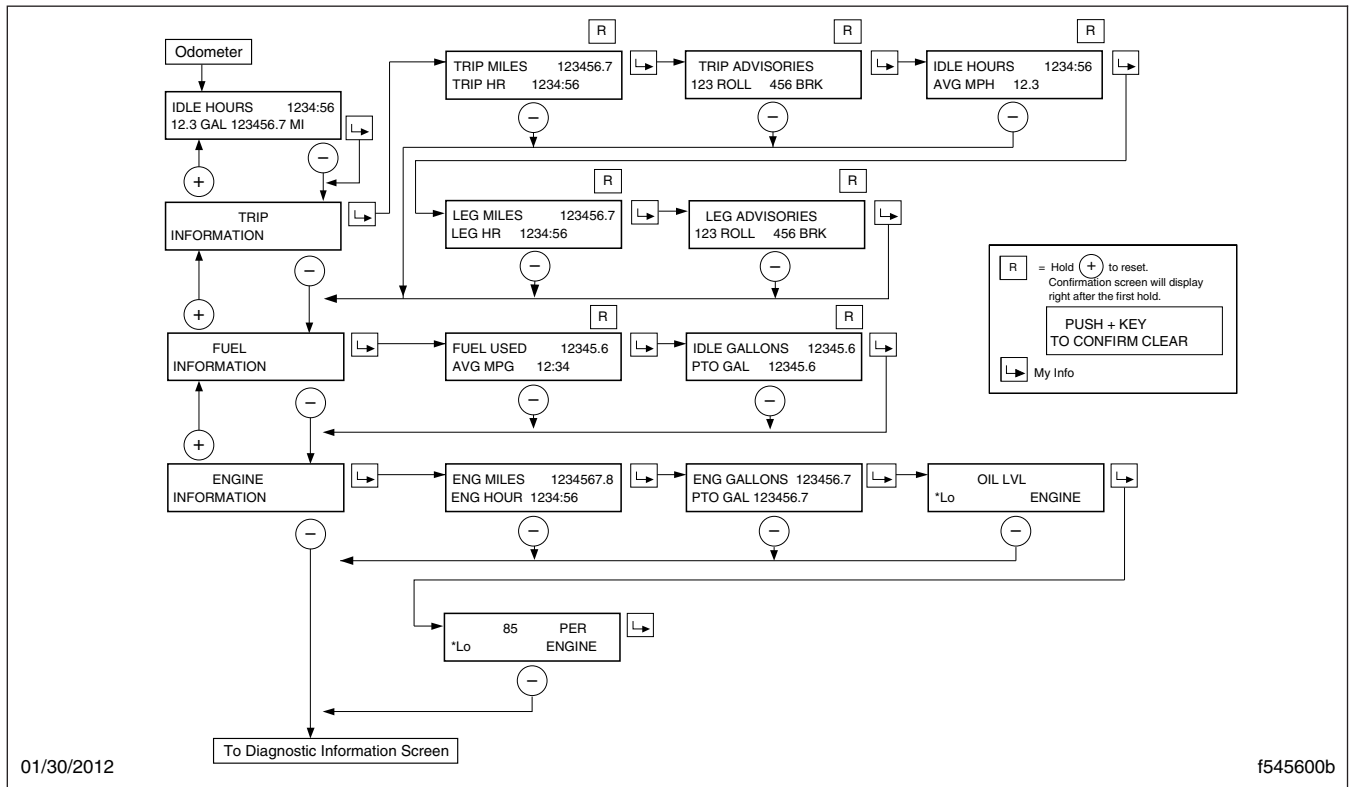 Odometer
IDLE HOURS 1234:56
12.3 GAL 123456.7 MI
+
−
TRIP
INFORMATION
+
−
FUEL
INFORMATION
+
−
ENGINE
INFORMATION
−
R
TRIP MILES 123456.7
TRIP HR 1234:56
−
R
TRIP ADVISORIES
123 ROLL 456 BRK
−
R
IDLE HOURS 1234:56
AVG MPH 12.3
−
R
LEG MILES 123456.7
LEG HR 1234:56
−
R
LEG ADVISORIES
123 ROLL 456 BRK
−
R
FUEL USED 12345.6
AVG MPG 12:34
−
R
IDLE GALLONS 12345.6
PTO GAL 12345.6
−
ENG MILES 1234567.8
ENG HOUR 1234:56
−
ENG GALLONS 123456.7
PTO GAL 123456.7
−
OIL LVL
*Lo ENGINE
−
85 PER
*Lo ENGINE
−
To Diagnostic Information Screen
R = Hold + to reset.
Confirmation screen will display
right after the first hold.
PUSH + KEY
TO CONFIRM CLEAR
My Info
01/30/2012
f545600b